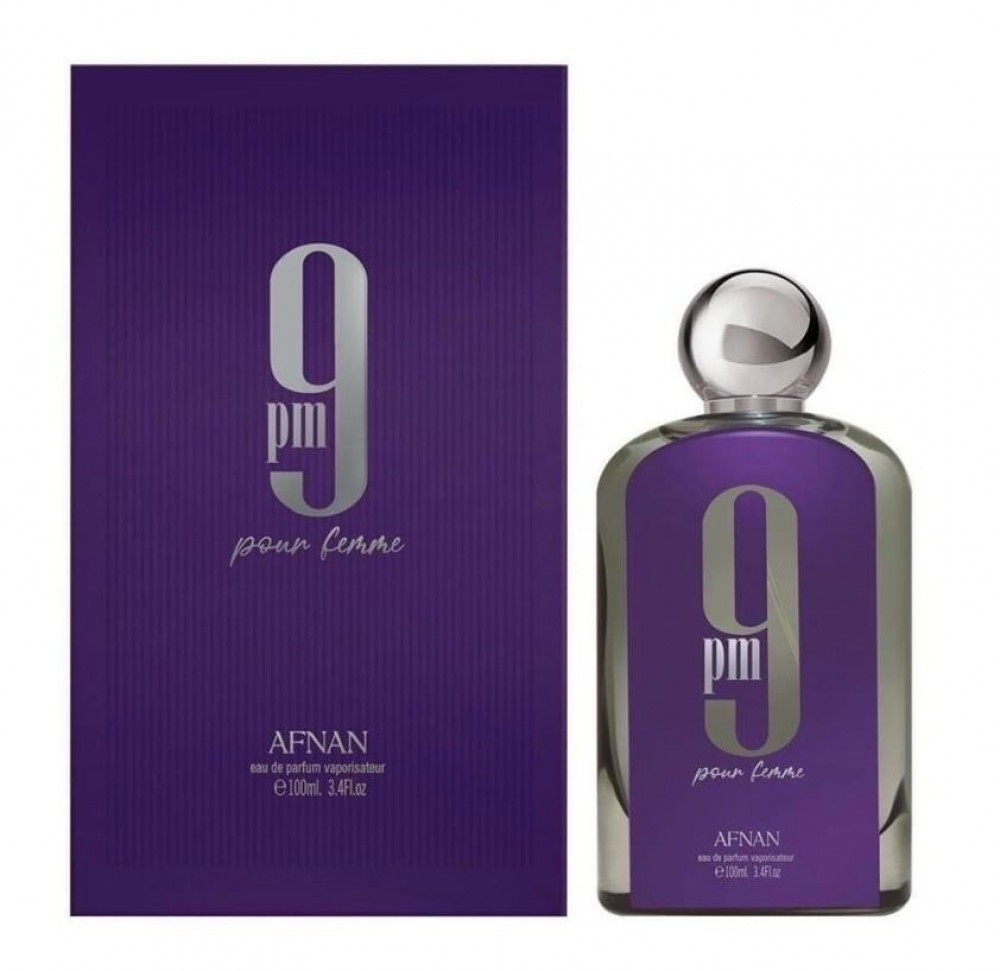 9
pm
pour femme
AFNAN
eau de parfum vaporisateur
℮100ml. 3.4Fl.oz
9
pm
pour femme
AFNAN
eau de parfum vaporisateur
℮100ml. 3.4Fl.oz